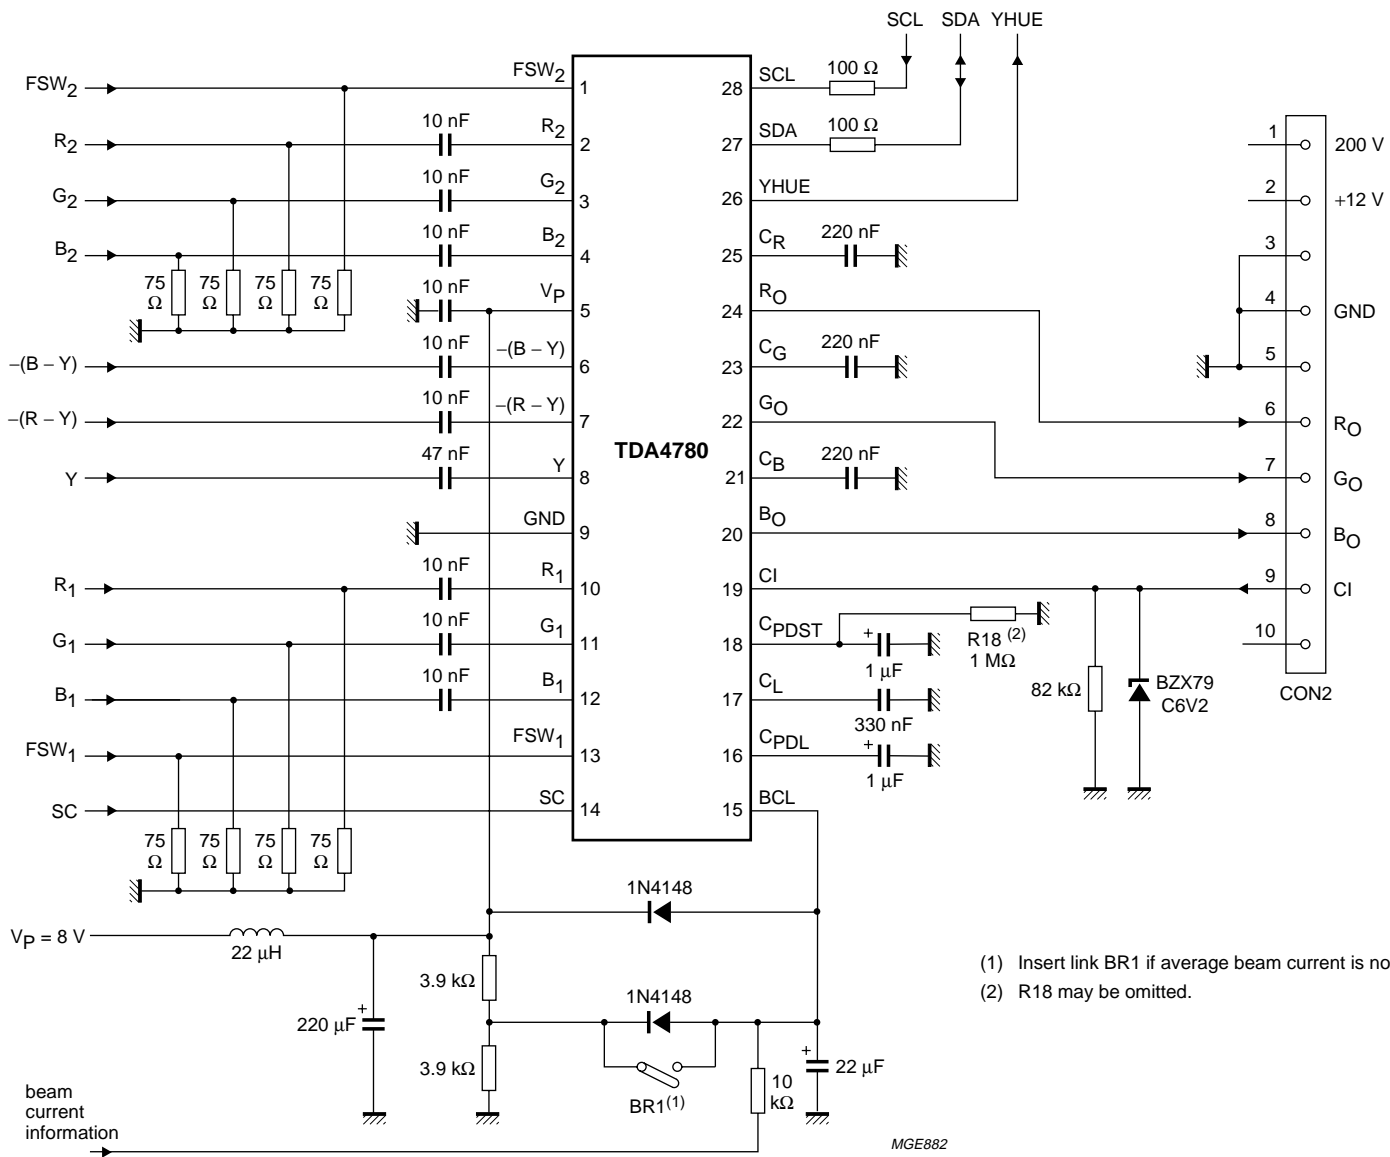 SCL SDA YHUE
FSW2 FSW2 1 28 SCL 100 Ω
R2 10 nF R2 2 27 SDA 100 Ω 1 200 V
G2 10 nF G2 3 26 YHUE 2 +12 V
B2 10 nF B2 4 25 CR 220 nF 3
75 Ω 75 Ω 75 Ω 75 Ω
10 nF VP 5 24 RO 4 GND
−(B − Y) 10 nF −(B − Y) 6 23 CG 220 nF 5
−(R − Y) 10 nF −(R − Y) 7 22 GO 6 RO
TDA4780
Y 47 nF Y 8 21 CB 220 nF 7 GO
GND 9 20 BO 8 BO
R1 10 nF R1 10 19 CI 9 CI
G1 10 nF G1 11 18 CPDST + 1 μF R18 (2) 1 MΩ 10
B1 10 nF B1 12 17 CL 330 nF 82 kΩ BZX79 C6V2 CON2
FSW1 FSW1 13 16 CPDL + 1 μF
SC SC 14 15 BCL
75 Ω 75 Ω 75 Ω 75 Ω
1N4148
VP = 8 V 22 μH
3.9 kΩ 1N4148
(1) Insert link BR1 if average beam current is no
(2) R18 may be omitted.
+ 220 μF
3.9 kΩ BR1(1) 10 kΩ + 22 μF
beam
current
information
MGE882